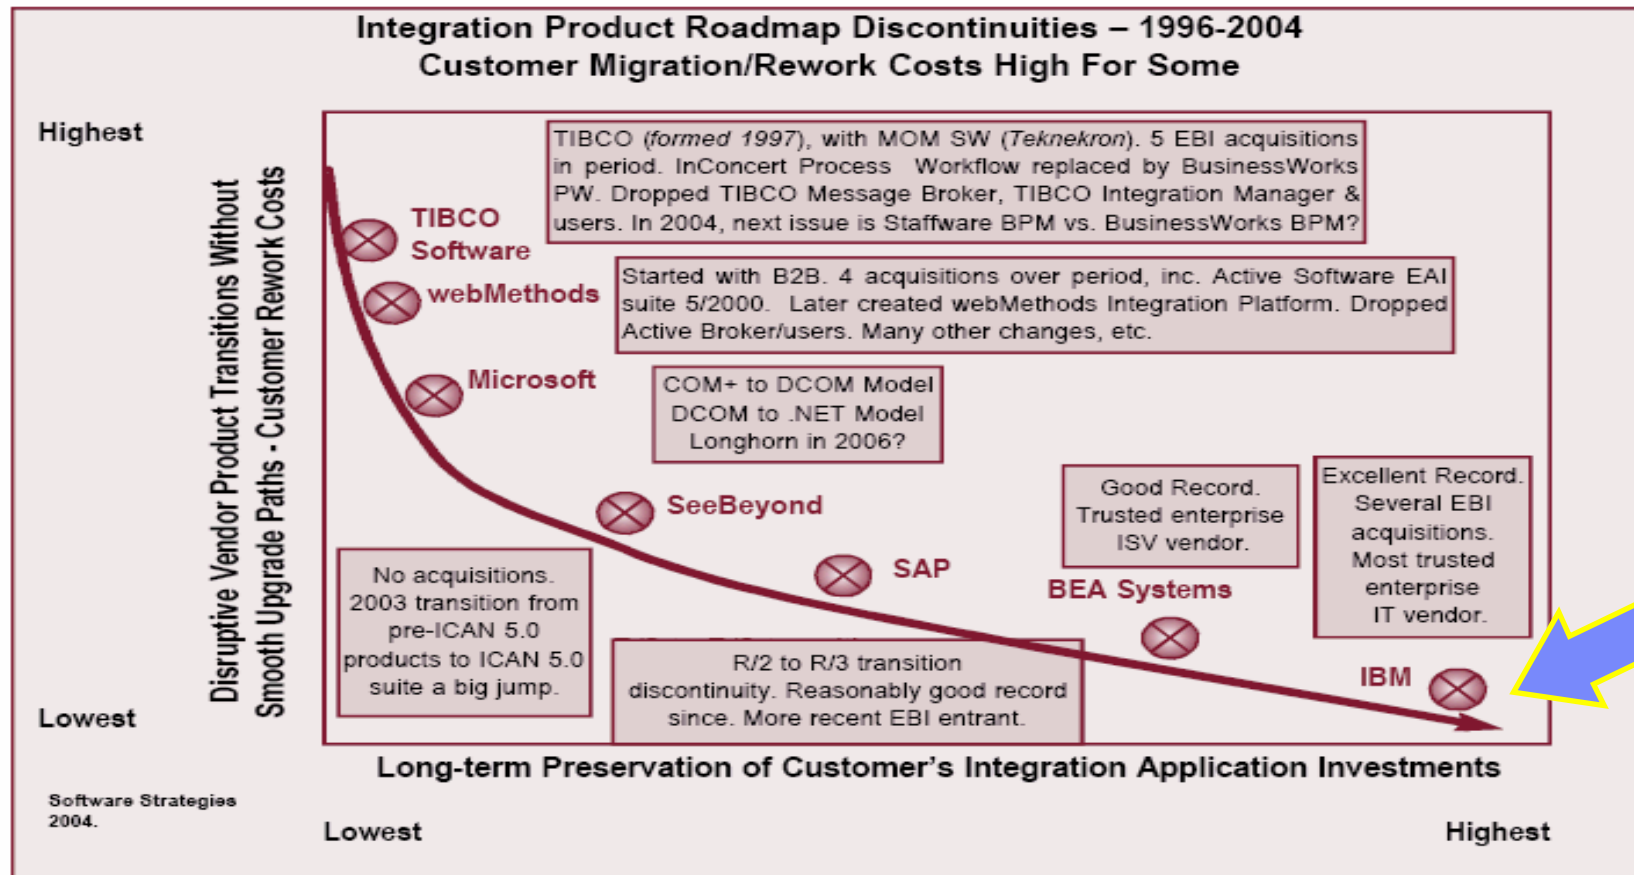 Integration Product Roadmap Discontinuities – 1996-2004
Customer Migration/Rework Costs High For Some
Highest
Disruptive Vendor Product Transitions Without
Smooth Upgrade Paths - Customer Rework Costs
Lowest
TIBCO (formed 1997), with MOM SW (Teknekron). 5 EBI acquisitions
in period. InConcert Process Workflow replaced by BusinessWorks
PW. Dropped TIBCO Message Broker, TIBCO Integration Manager &
users. In 2004, next issue is Staffware BPM vs. BusinessWorks BPM?
TIBCO
Software
webMethods
Started with B2B. 4 acquisitions over period, inc. Active Software EAI
suite 5/2000. Later created webMethods Integration Platform. Dropped
Active Broker/users. Many other changes, etc.
Microsoft
COM+ to DCOM Model
DCOM to .NET Model
Longhorn in 2006?
SeeBeyond
No acquisitions.
2003 transition from
pre-ICAN 5.0
products to ICAN 5.0
suite a big jump.
SAP
R/2 to R/3 transition
discontinuity. Reasonably good record
since. More recent EBI entrant.
Good Record.
Trusted enterprise
ISV vendor.
BEA Systems
Excellent Record.
Several EBI
acquisitions.
Most trusted
enterprise
IT vendor.
IBM
Long-term Preservation of Customer's Integration Application Investments
Lowest
Highest
Software Strategies
2004.